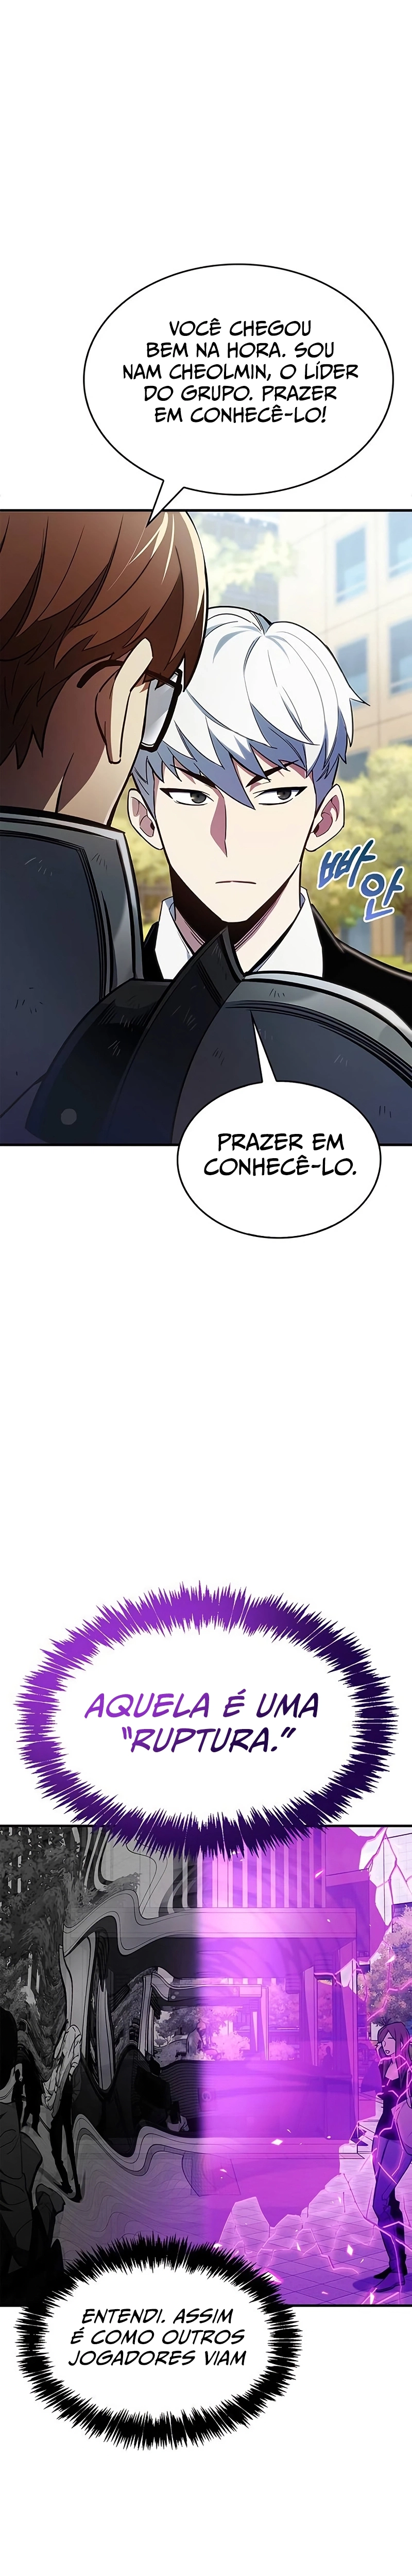 VOCÊ CHEGOU
BEM NA HORA. SOU
NAM CHEOLMIN, O LÍDER
DO GRUPO. PRAZER
EM CONHECÊ-LO!
빠안
PRAZER EM
CONHECÊ-LO.
AQUELA É UMA
"RUPTURA."
ENTENDI. ASSIM
É COMO OUTROS
JOGADORES VIAM